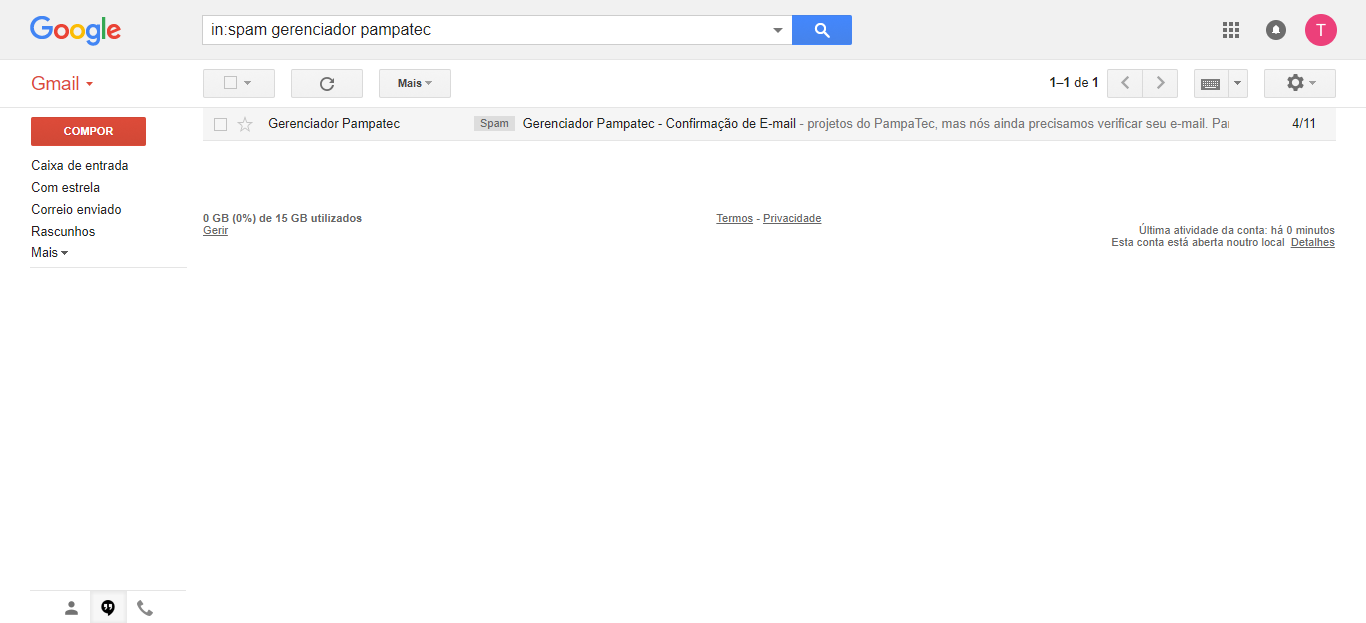 Google
in:spam gerenciador pampatec
T
Gmail
Mais
1–1 de 1
COMPOR
Gerenciador Pampatec Spam Gerenciador Pampatec - Confirmação de E-mail - projetos do PampaTec, mas nós ainda precisamos verificar seu e-mail. 4/11
Caixa de entrada
Com estrela
Correio enviado
Rascunhos
Mais
0 GB (0%) de 15 GB utilizados
Gerir
Termos - Privacidade
Última atividade da conta: há 0 minutos
Esta conta está aberta noutro local Detalhes